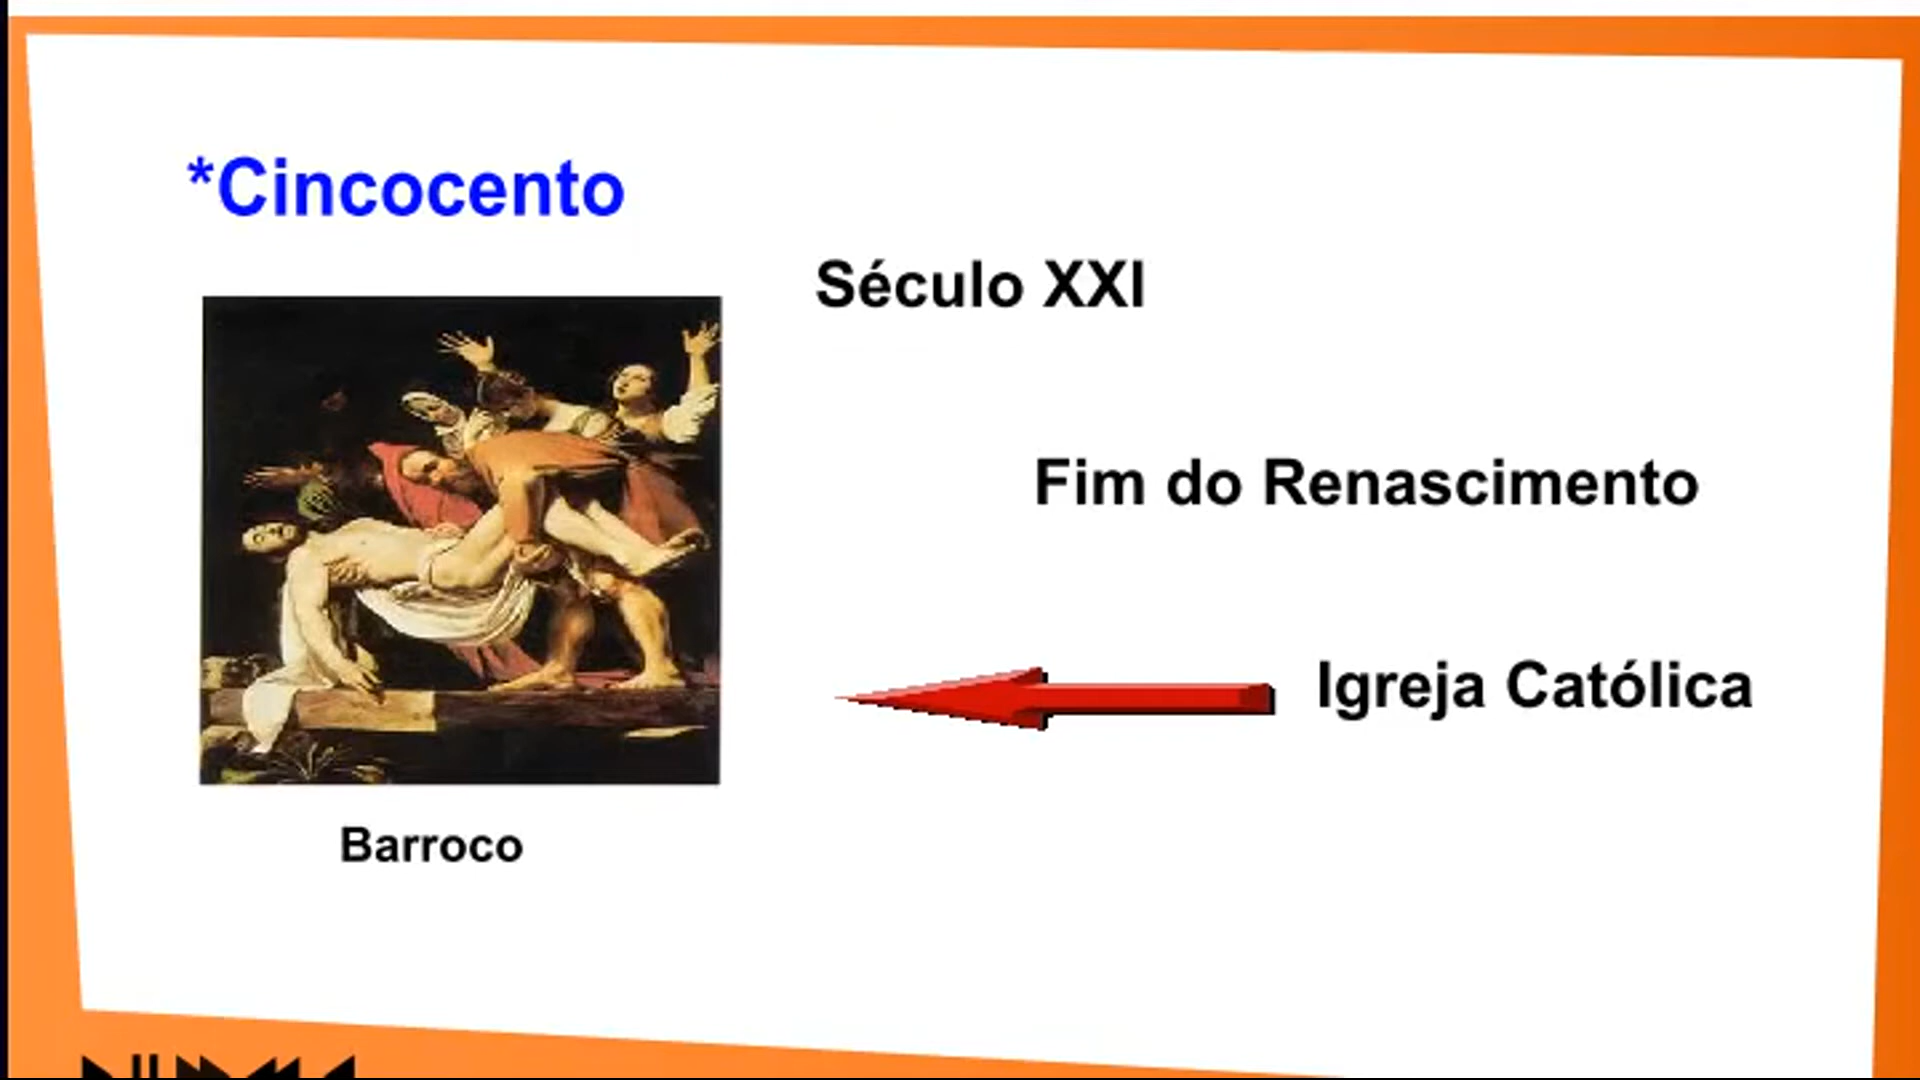 *Cincocento
Século XXI
Fim do Renascimento
Igreja Católica
Barroco